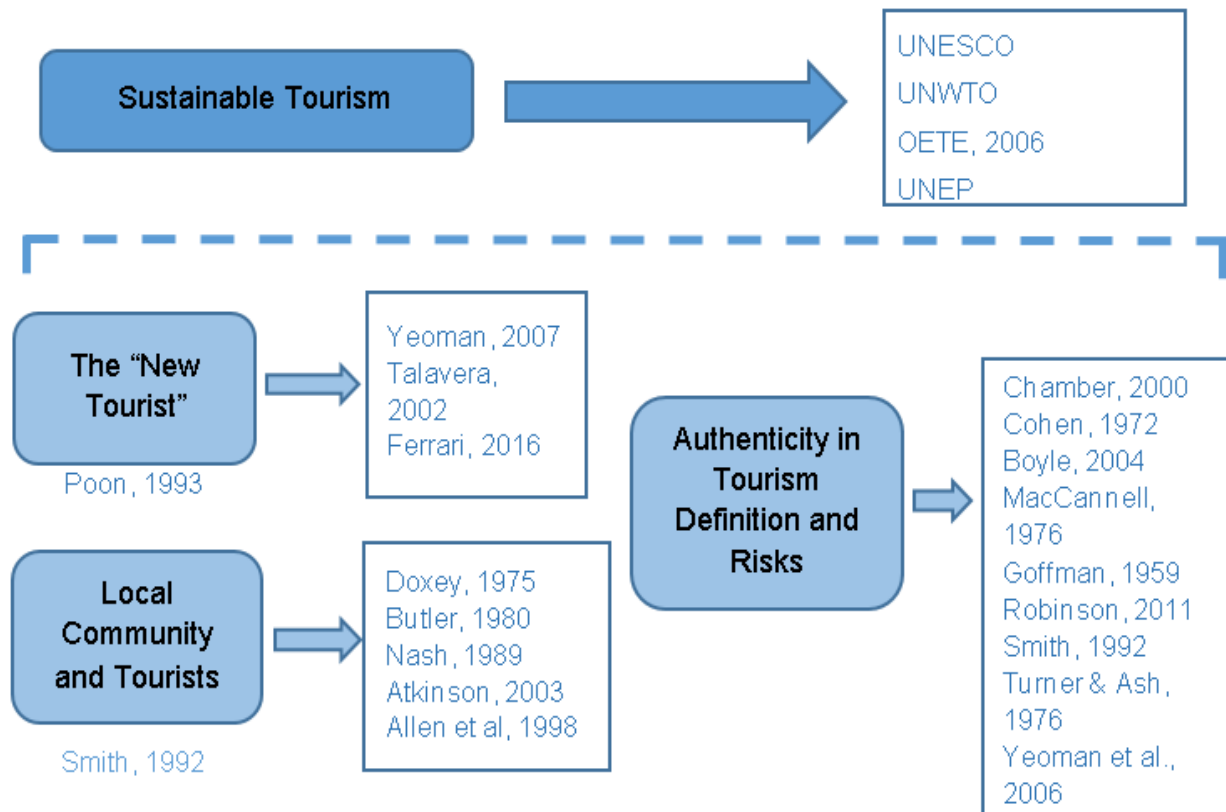 Sustainable Tourism
UNESCO
UNWTO
OETE, 2006
UNEP
The “New
Tourist”
Poon, 1993
Yeoman, 2007
Talavera,
2002
Ferrari, 2016
Local
Community
and Tourists
Smith, 1992
Doxey, 1975
Butler, 1980
Nash, 1989
Atkinson, 2003
Allen et al, 1998
Authenticity in
Tourism
Definition and
Risks
Chamber, 2000
Cohen, 1972
Boyle, 2004
MacCannell,
1976
Goffman, 1959
Robinson, 2011
Smith, 1992
Turner & Ash,
1976
Yeoman et al.,
2006